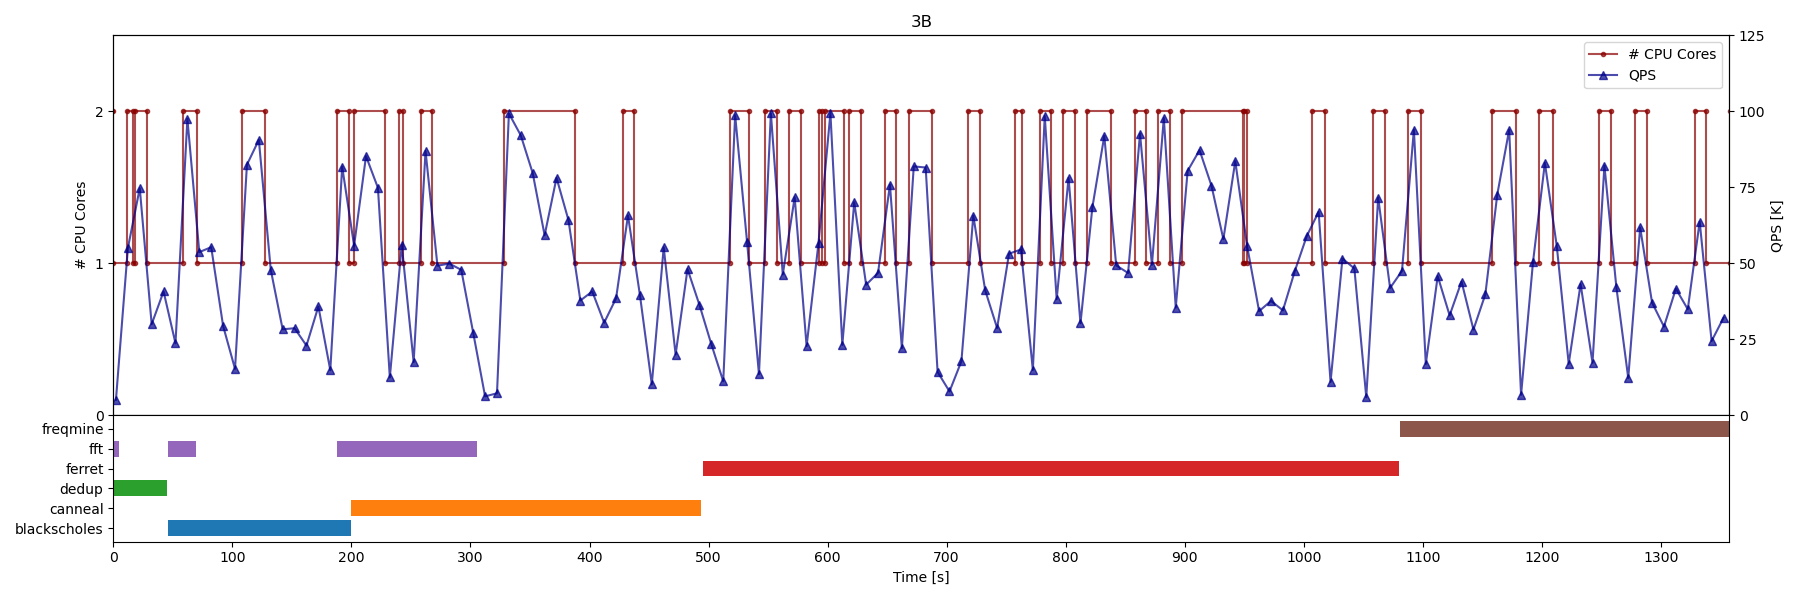 3B
# CPU Cores
QPS
2
1
0
# CPU Cores
125
100
75
50
25
0
QPS [K]
freqmine
fft
ferret
dedup
canneal
blackscholes
0 100 200 300 400 500 600 700 800 900 1000 1100 1200 1300
Time [s]